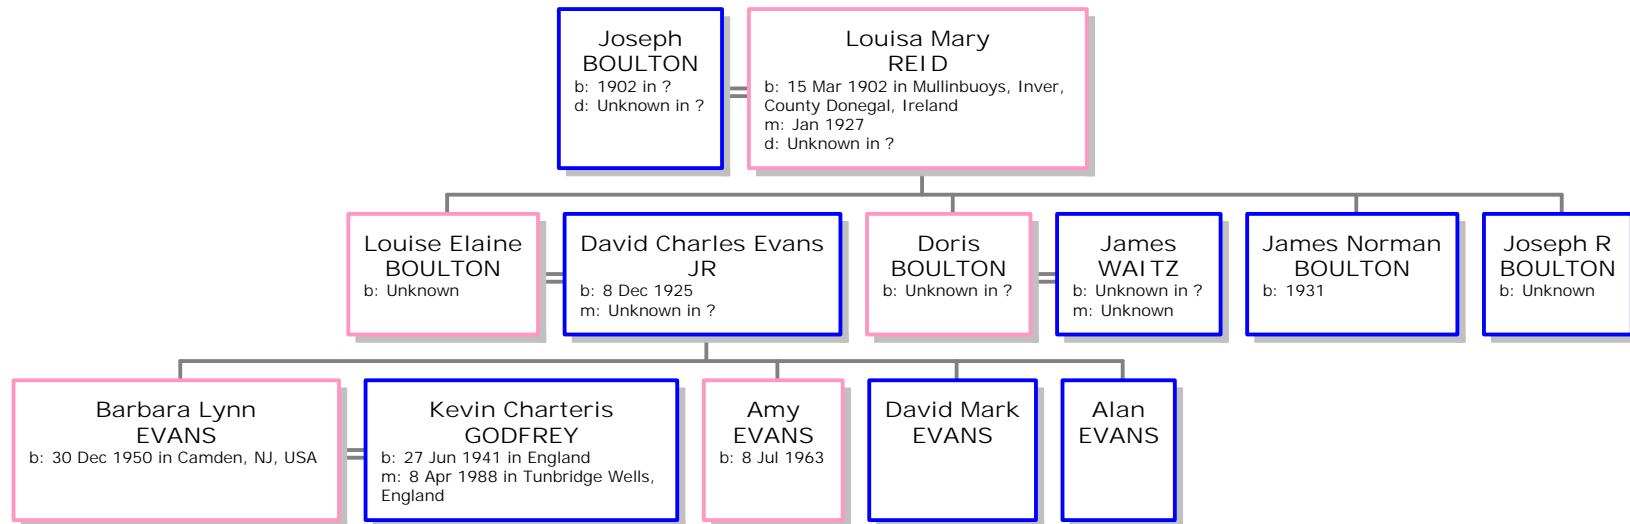 Joseph
BOULTON
b: 1902 in ?
d: Unknown in ?
Louisa Mary
REID
b: 15 Mar 1902 in Mullinbuoys, Inver,
County Donegal, Ireland
m: Jan 1927
d: Unknown in ?
Louise Elaine
BOULTON
b: Unknown
David Charles Evans
JR
b: 8 Dec 1925
m: Unknown in ?
Doris
BOULTON
b: Unknown in ?
James
WAITZ
b: Unknown in ?
m: Unknown
James Norman
BOULTON
b: 1931
Joseph R
BOULTON
b: Unknown
Barbara Lynn
EVANS
b: 30 Dec 1950 in Camden, NJ, USA
Kevin Charteris
GODFREY
b: 27 Jun 1941 in England
m: 8 Apr 1988 in Tunbridge Wells,
England
Amy
EVANS
b: 8 Jul 1963
David Mark
EVANS
Alan
EVANS